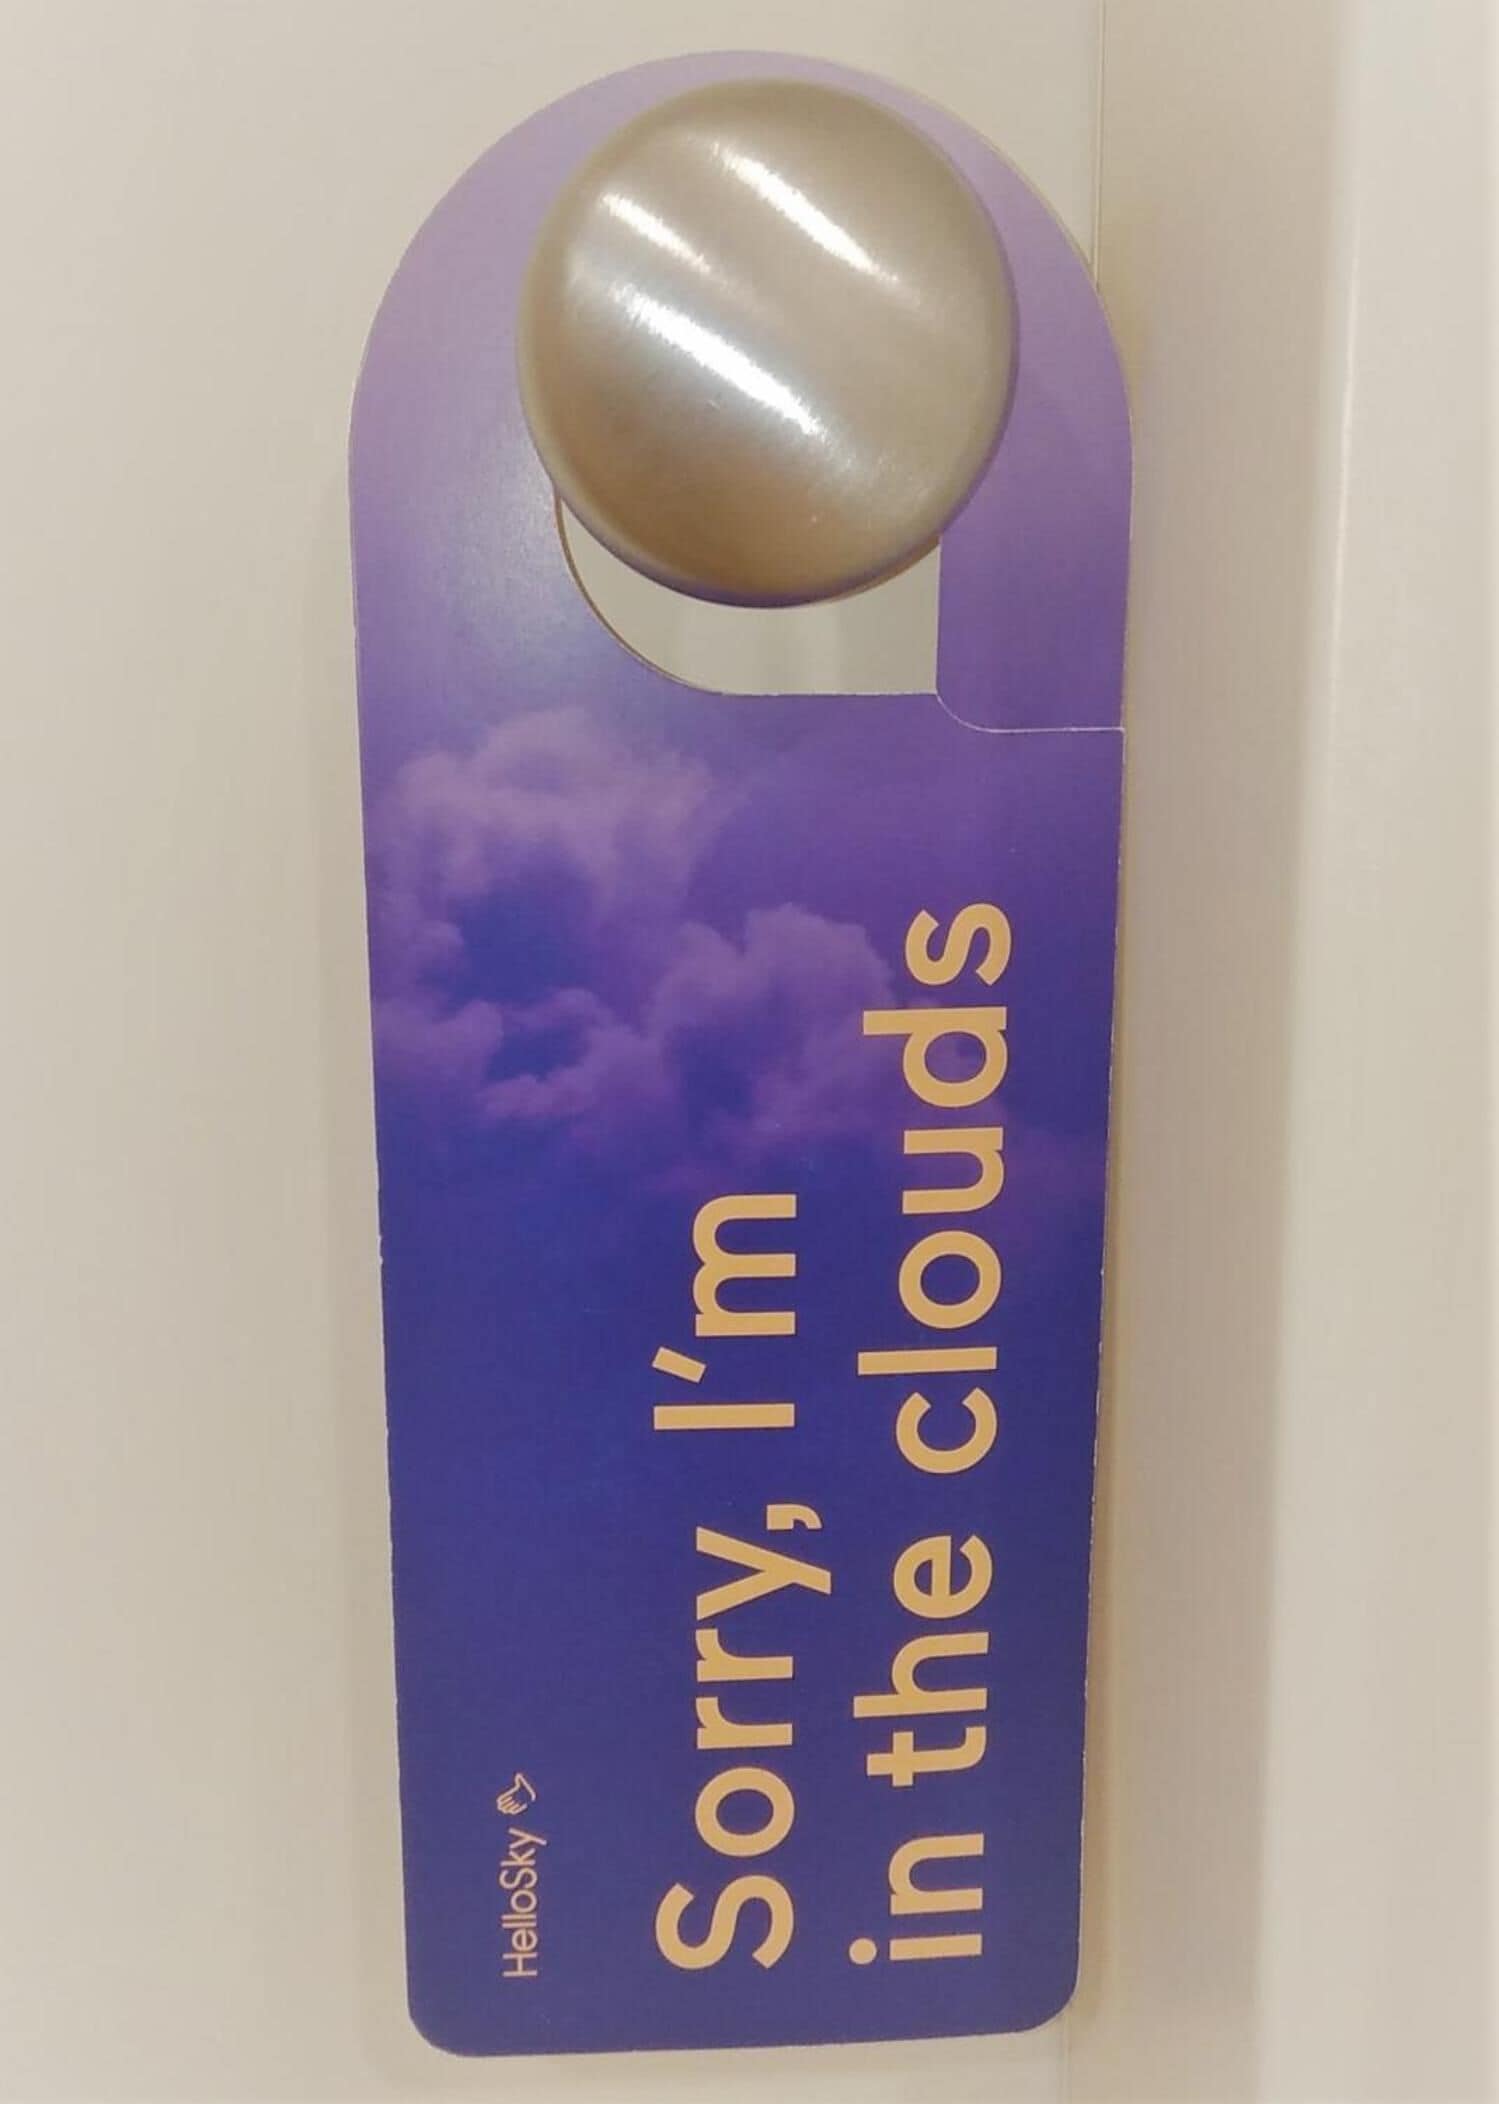 HelloSky
Sorry, I'm
in the clouds